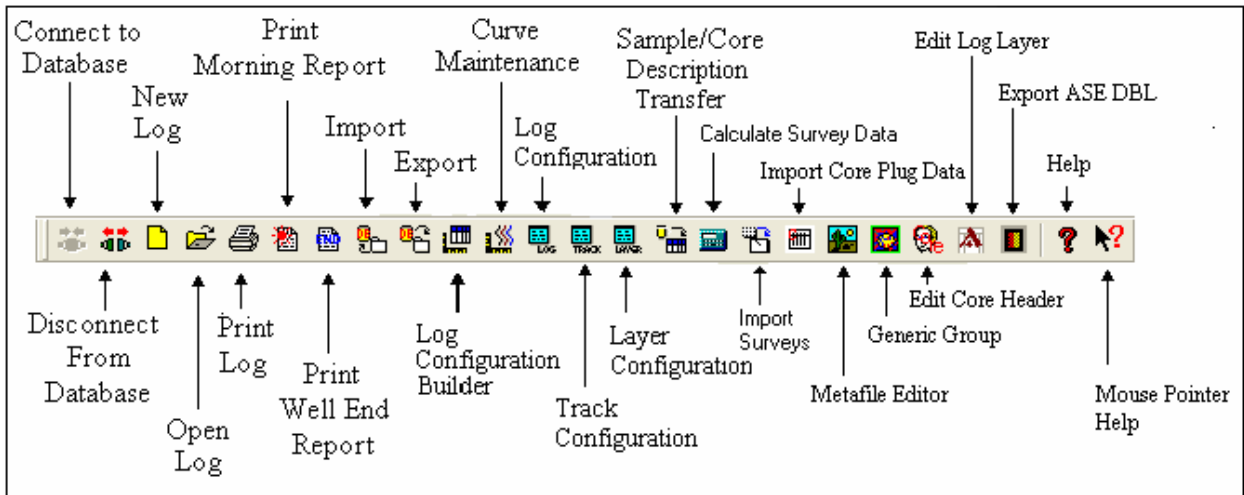 Connect to
Database
New
Log
Print
Morning Report
Import
Export
Curve
Maintenance
Log
Configuration
Sample/Core
Description
Transfer
Calculate Survey Data
Import Core Plug Data
Edit Log Layer
Export ASE DBL
Help
END
LOG
TRACK
LAYER
Disconnect
From
Database
Open
Log
Print
Log
Print
Well End
Report
Log
Configuration
Builder
Track
Configuration
Layer
Configuration
Import
Surveys
Metafile Editor
Generic Group
Edit Core Header
Mouse Pointer
Help